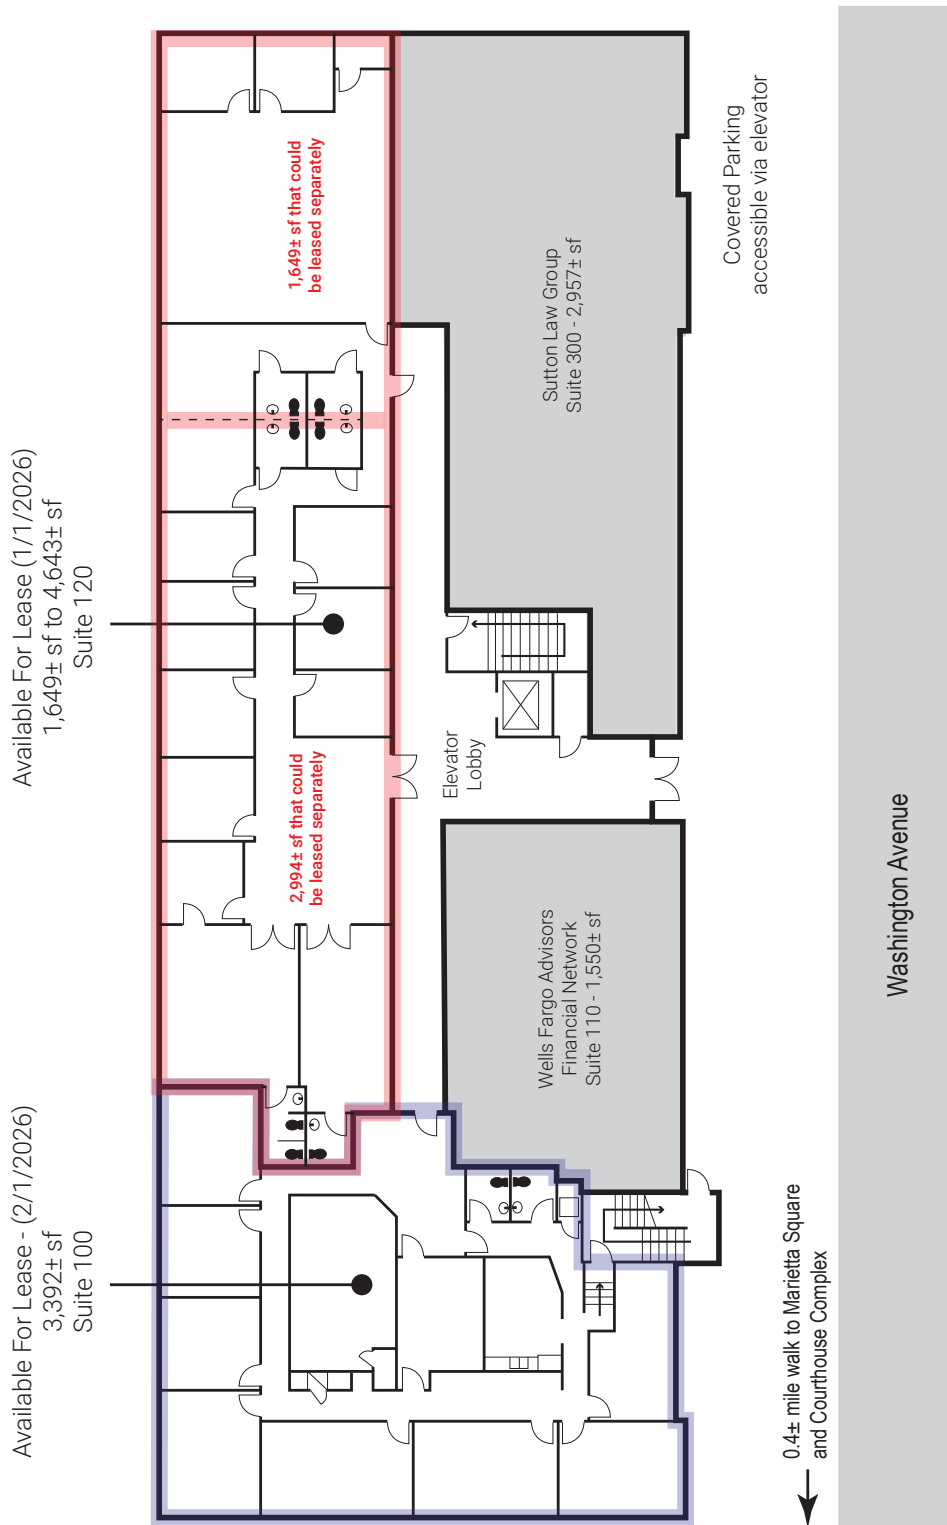 Available For Lease - (2/1/2026)
3,392± sf
Suite 100
Available For Lease (1/1/2026)
1,649± sf to 4,643± sf
Suite 120
2,994± sf that could
be leased separately
1,649± sf that could
be leased separately
Elevator
Lobby
Wells Fargo Advisors
Financial Network
Suite 110 - 1,550± sf
Sutton Law Group
Suite 300 - 2,957± sf
Covered Parking
accessible via elevator
0.4± mile walk to Marietta Square
and Courthouse Complex
Washington Avenue